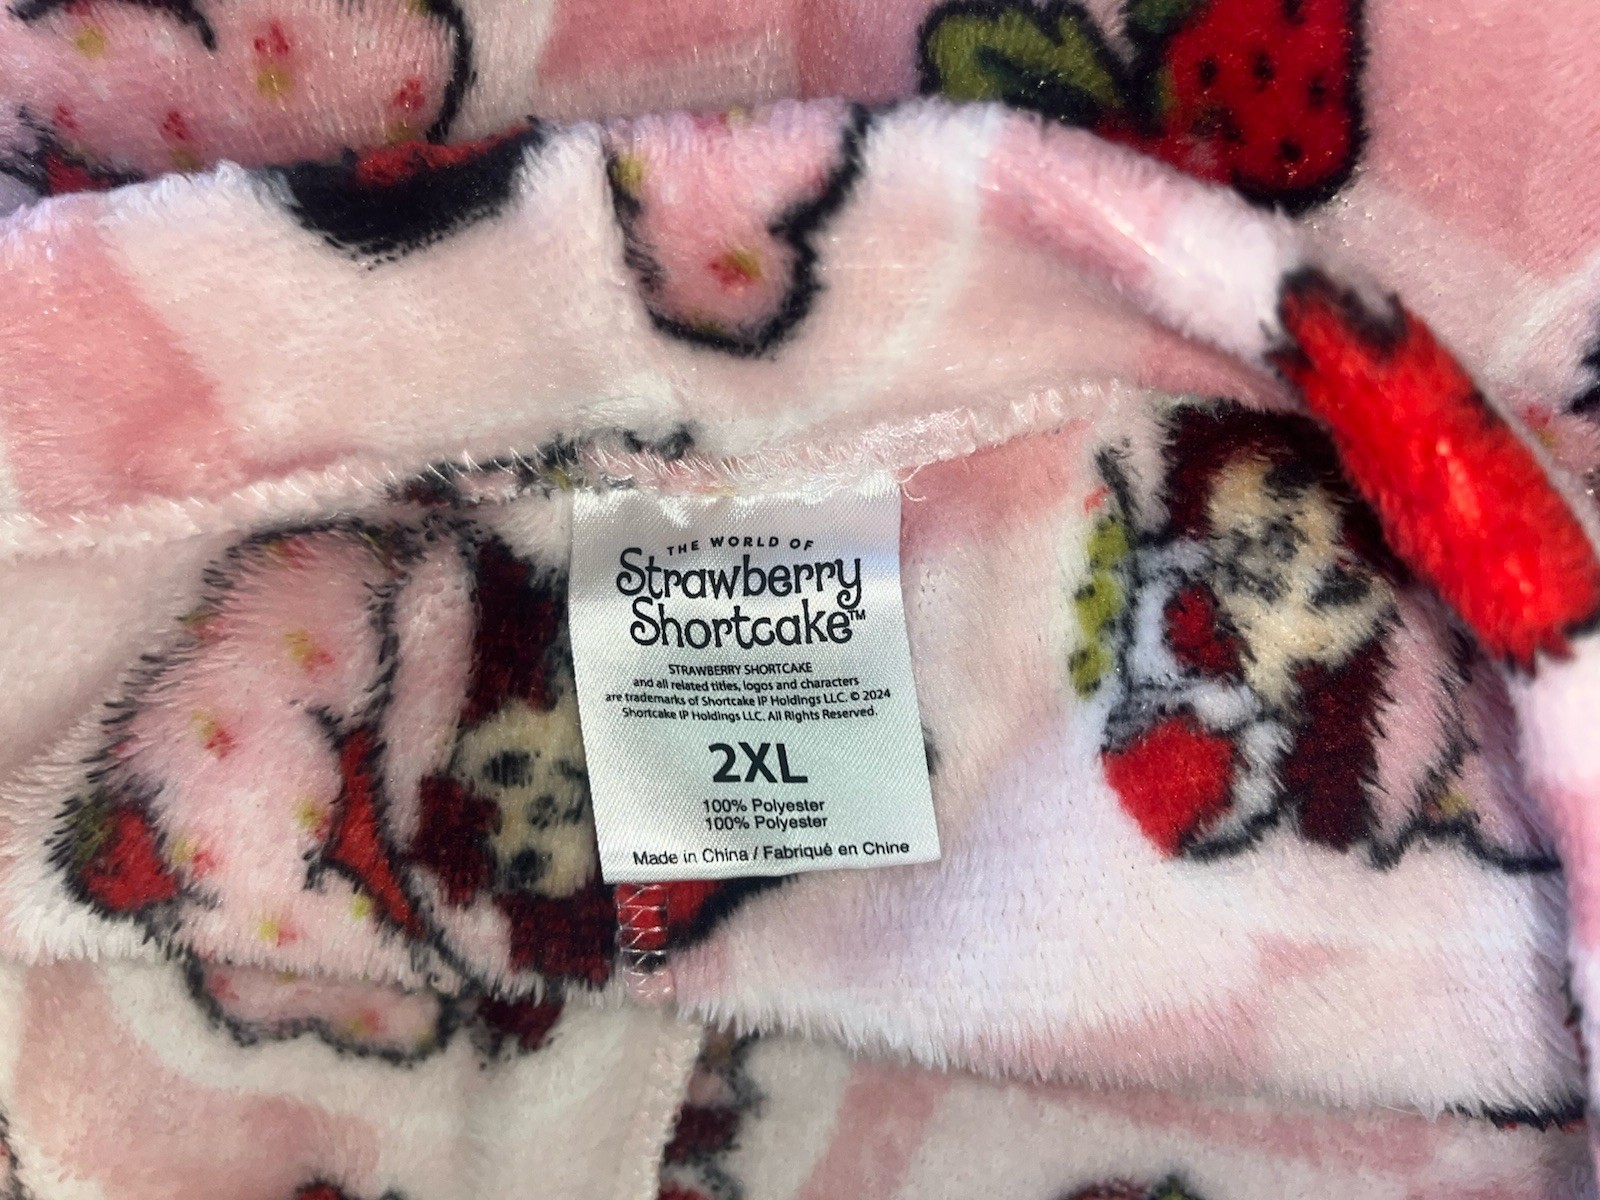 THE WORLD OF
Strawberry
Shortcake™
STRAWBERRY SHORTCAKE
and all related titles, logos and characters
are trademarks of Shortcake IP Holdings LLC. © 2024
Shortcake IP Holdings LLC. All Rights Reserved.
2XL
100% Polyester
100% Polyester
Made in China / Fabriqué en Chine